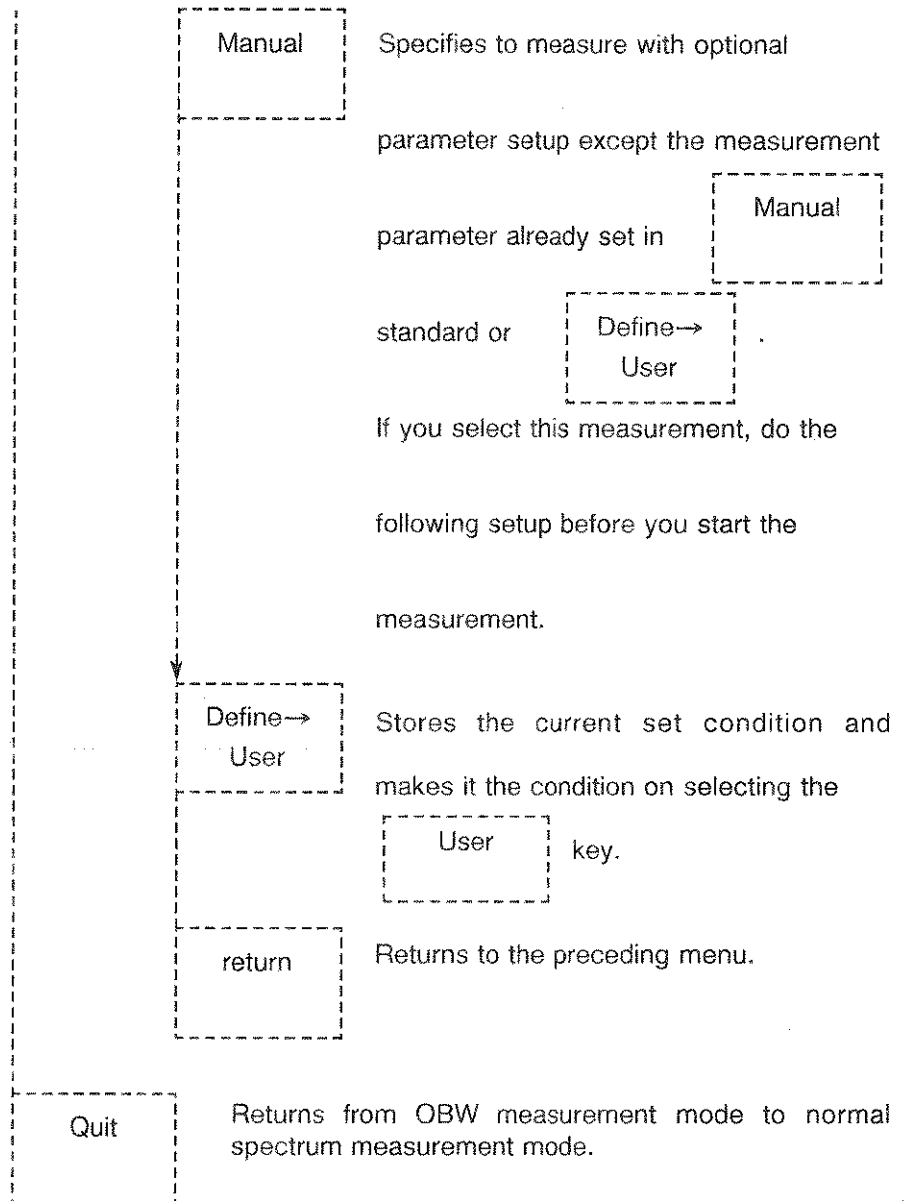 Manual Specifies to measure with optional
parameter setup except the measurement
parameter already set in Manual
standard or Define→ User .
If you select this measurement, do the
following setup before you start the
measurement.
Define→ User Stores the current set condition and
makes it the condition on selecting the
User key.
return Returns to the preceding menu.
Quit Returns from OBW measurement mode to normal
spectrum measurement mode.